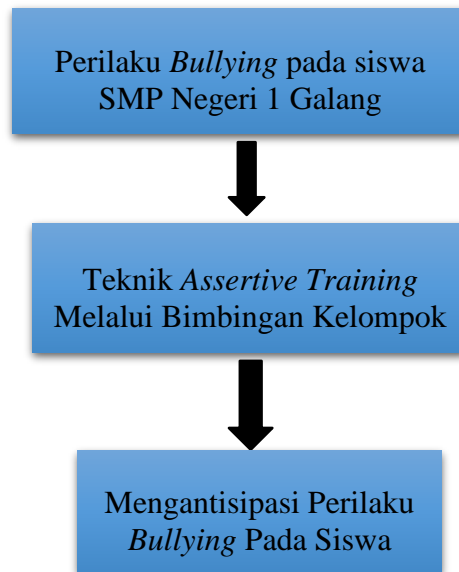 Perilaku Bullying pada siswa
SMP Negeri 1 Galang
Teknik Assertive Training
Melalui Bimbingan Kelompok
Mengantisipasi Perilaku
Bullying Pada Siswa